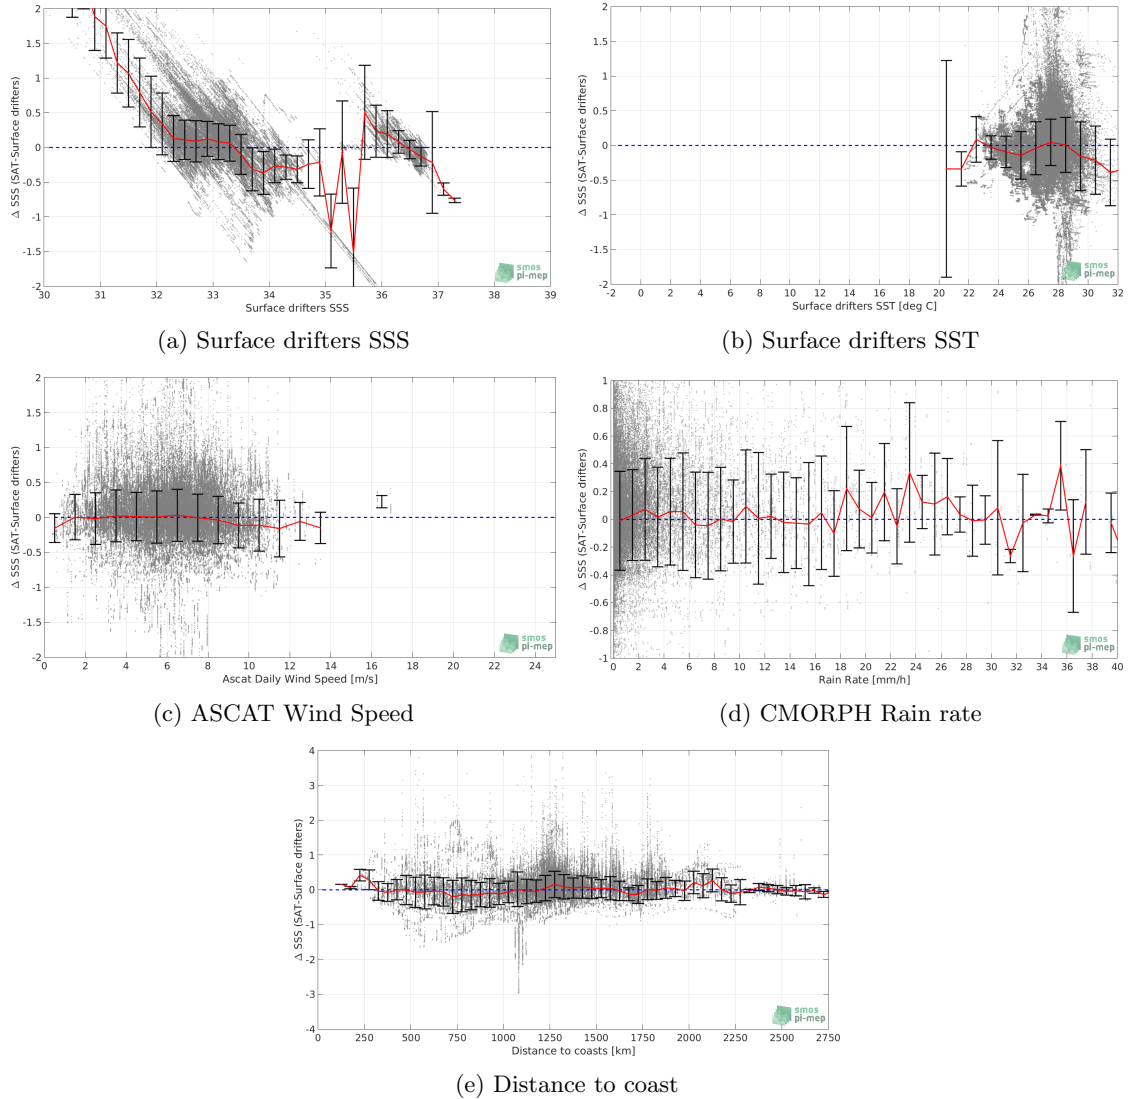 2
1.5
1
0.5
0
-0.5
-1
-1.5
-2
Δ SSS (SAT-Surface drifters)
30 31 32 33 34 35 36 37 38 39
Surface drifters SSS
smos
pi-mep
(a) Surface drifters SSS
2
1.5
1
0.5
0
-0.5
-1
-1.5
-2
Δ SSS (SAT-Surface drifters)
-2 0 2 4 6 8 10 12 14 16 18 20 22 24 26 28 30 32
Surface drifters SST [deg C]
smos
pi-mep
(b) Surface drifters SST
2
1.5
1
0.5
0
-0.5
-1
-1.5
-2
Δ SSS (SAT-Surface drifters)
0 2 4 6 8 10 12 14 16 18 20 22 24
Ascat Daily Wind Speed [m/s]
smos
pi-mep
(c) ASCAT Wind Speed
1
0.8
0.6
0.4
0.2
0
-0.2
-0.4
-0.6
-0.8
-1
Δ SSS (SAT-Surface drifters)
0 2 4 6 8 10 12 14 16 18 20 22 24 26 28 30 32 34 36 38 40
Rain Rate [mm/h]
smos
pi-mep
(d) CMORPH Rain rate
4
3
2
1
0
-1
-2
-3
-4
Δ SSS (SAT-Surface drifters)
0 250 500 750 1000 1250 1500 1750 2000 2250 2500 2750
Distance to coasts [km]
smos
pi-mep
(e) Distance to coast